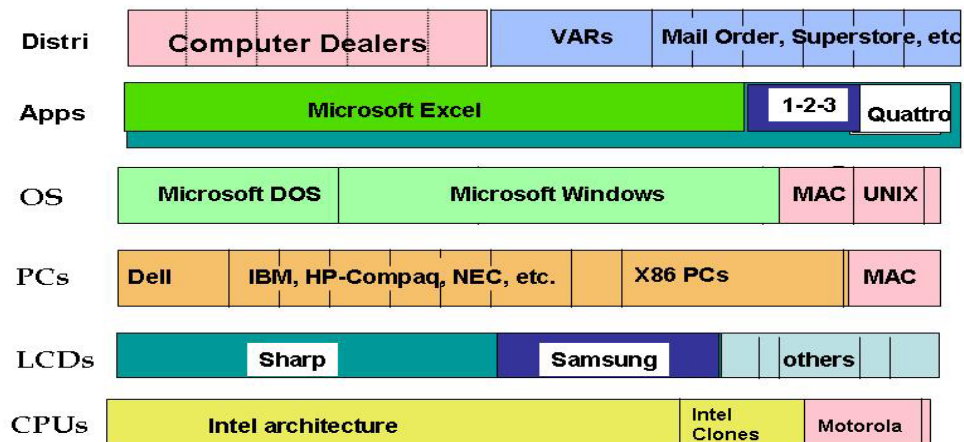 Distri Computer Dealers VARs Mail Order, Superstore, etc
Apps Microsoft Excel 1-2-3 Quattro
OS Microsoft DOS Microsoft Windows MAC UNIX
PCs Dell IBM, HP-Compaq, NEC, etc. X86 PCs MAC
LCDs Sharp Samsung others
CPUs Intel architecture Intel Clones Motorola